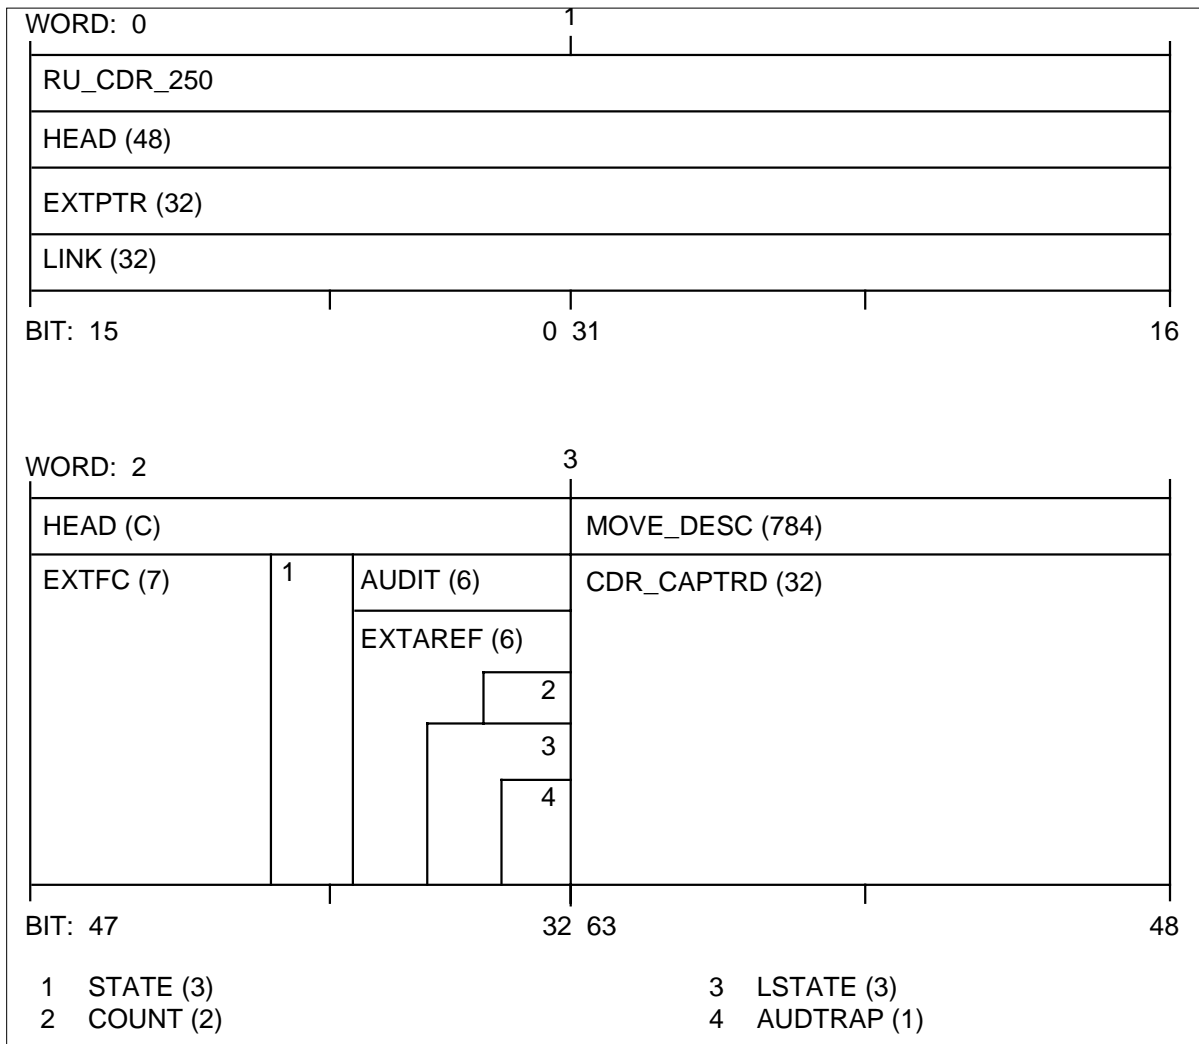 WORD: 0 1
RU_CDR_250
HEAD (48)
EXTPTR (32)
LINK (32)
BIT: 15 0 31 16
WORD: 2 3
HEAD (C) MOVE_DESC (784)
EXTFC (7) 1 AUDIT (6) CDR_CAPTRD (32)
EXTAREF (6)
2
3
4
BIT: 47 32 63 48
1 STATE (3) 3 LSTATE (3)
2 COUNT (2) 4 AUDTRAP (1)